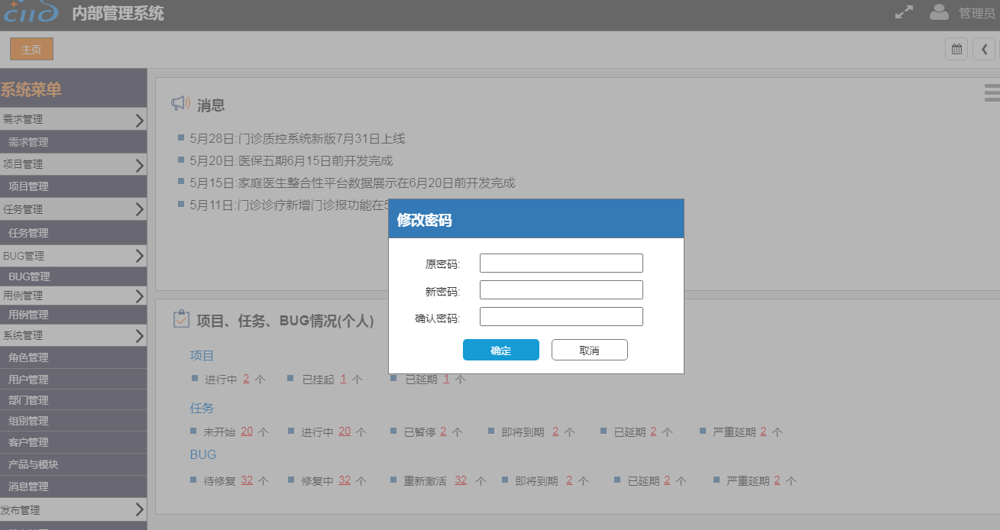 CIIC 内部管理系统 管理员
主页
系统菜单
需求管理
需求管理
项目管理
项目管理
任务管理
任务管理
BUG管理
BUG管理
用例管理
用例管理
系统管理
角色管理
用户管理
部门管理
组别管理
客户管理
产品与模块
消息管理
发布管理
消息
5月28日:门诊质控系统新版7月31日上线
5月20日:医保五期6月15日前开发完成
5月15日:家庭医生整合性平台数据展示在6月20日前开发完成
5月11日:门诊诊疗新增门诊报功能在5
修改密码
原密码:
新密码:
确认密码:
确定 取消
项目、任务、BUG情况(个人)
项目
进行中 2 个 已挂起 1 个 已延期 1 个
任务
未开始 20 个 进行中 20 个 已暂停 2 个 即将到期 2 个 已延期 2 个 严重延期 2 个
BUG
待修复 32 个 修复中 32 个 重新激活 32 个 即将到期 2 个 已延期 2 个 严重延期 2 个